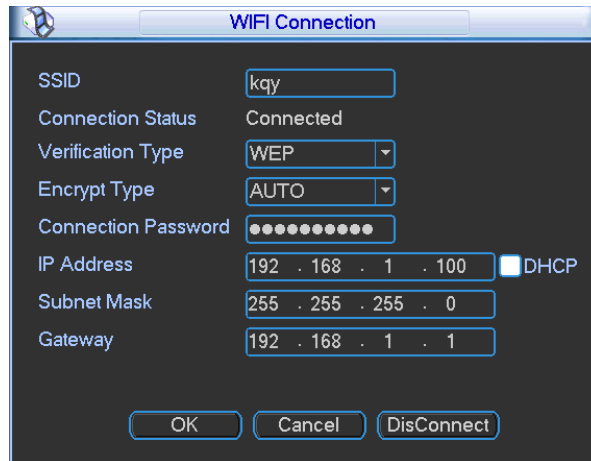 WIFI Connection
SSID kqy
Connection Status Connected
Verification Type WEP
Encrypt Type AUTO
Connection Password ●●●●●●●●●●
IP Address 192 . 168 . 1 . 100 DHCP
Subnet Mask 255 . 255 . 255 . 0
Gateway 192 . 168 . 1 . 1
OK Cancel DisConnect